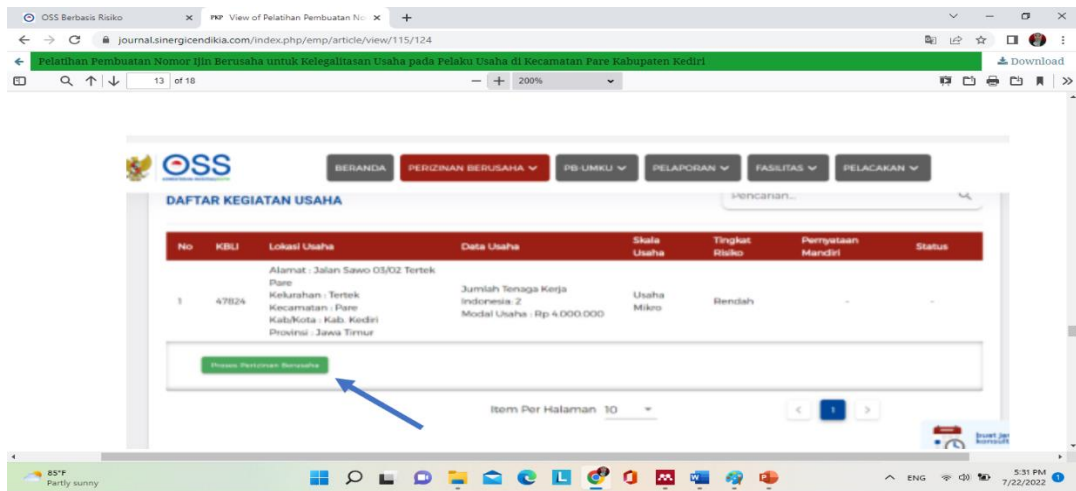 OSS Berbasis Risiko
PKP View of Pelatihan Pembuatan No
journal.sinergicendikia.com/index.php/emp/article/view/115/124
Pelatihan Pembuatan Nomor Ijin Berusaha untuk Kelegalitasan Usaha pada Pelaku Usaha di Kecamatan Pare Kabupaten Kediri
Download
13 of 18
200%
OSS
BERANDA PERIZINAN BERUSAHA PB-UMKU PELAPORAN FASILITAS PELACAKAN
DAFTAR KEGIATAN USAHA
Pencarian...
No KBLI Lokasi Usaha Data Usaha Skala Usaha Tingkat Risiko Pernyataan Mandiri Status
Alamat : Jalan Sawo 03/02 Tertek
Pare
Kelurahan : Tertek
Kecamatan : Pare
Kab/Kota : Kab. Kediri
Provinsi : Jawa Timur
1 47824
Jumlah Tenaga Kerja
Indonesia: 2
Modal Usaha : Rp 4.000.000
Usaha
Mikro
Rendah - -
Proses Perizinan Berusaha
Item Per Halaman 10
< 1 >
85°F
Partly sunny
ENG
5:31 PM
7/22/2022
1